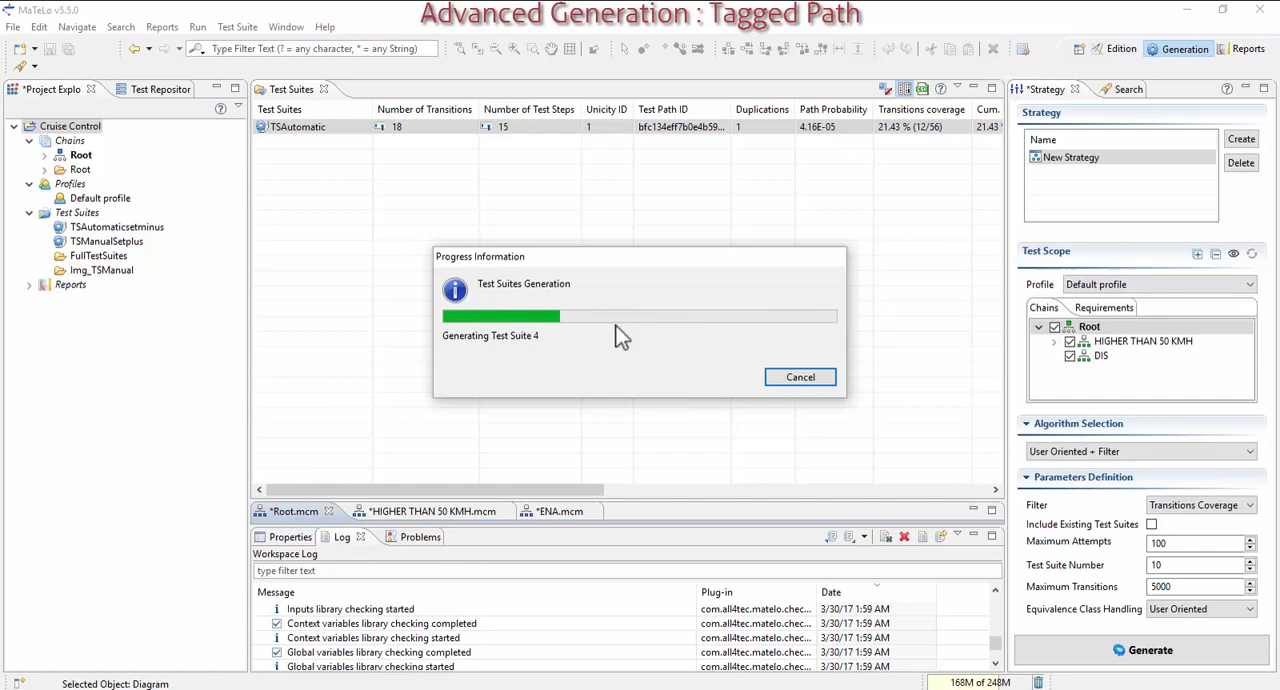 MaTeLo v5.5.0
Advanced Generation : Tagged Path
File Edit Navigate Search Reports Run Test Suite Window Help
Type Filter Text (? = any character, * = any String)
Edition Generation Reports
*Project Explo Test Repositor
Cruise Control
Chains
Root
Root
Profiles
Default profile
Test Suites
TSAutomaticsetminus
TSManualSetplus
FullTestSuites
Img_TSManual
Reports
Test Suites
Test Suites Number of Transitions Number of Test Steps Unicity ID Test Path ID Duplications Path Probability Transitions coverage Cum.
TSAutomatic 18 15 1 bfc134eff7b0e4b59... 1 4.16E-05 21.43 % (12/56) 21.43
Progress Information
Test Suites Generation
Generating Test Suite 4
Cancel
*Root.mcm *HIGHER THAN 50 KMH.mcm *ENA.mcm
Properties Log Problems
Workspace Log
type filter text
Message Plug-in Date
Inputs library checking started com.all4tec.matelo.chec... 3/30/17 1:59 AM
Context variables library checking completed com.all4tec.matelo.chec... 3/30/17 1:59 AM
Context variables library checking started com.all4tec.matelo.chec... 3/30/17 1:59 AM
Global variables library checking completed com.all4tec.matelo.chec... 3/30/17 1:59 AM
Global variables library checking started com.all4tec.matelo.chec... 3/30/17 1:59 AM
*Strategy Search
Strategy
Name
New Strategy
Create
Delete
Test Scope
Profile Default profile
Chains Requirements
Root
HIGHER THAN 50 KMH
DIS
Algorithm Selection
User Oriented + Filter
Parameters Definition
Filter Transitions Coverage
Include Existing Test Suites
Maximum Attempts 100
Test Suite Number 10
Maximum Transitions 5000
Equivalence Class Handling User Oriented
Generate
Selected Object: Diagram
168M of 248M